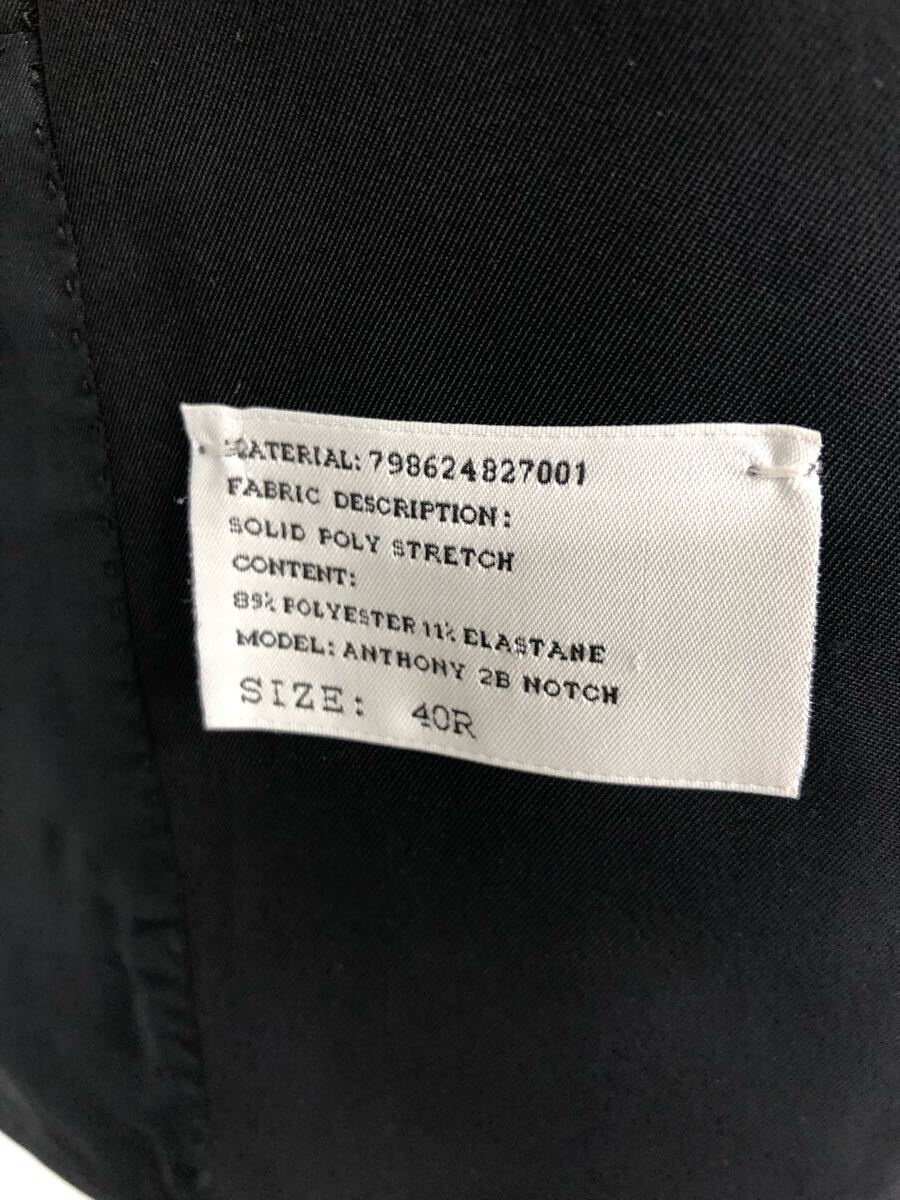 MATERIAL: 798624827001
FABRIC DESCRIPTION:
SOLID POLY STRETCH
CONTENT:
89% POLYESTER 11% ELASTANE
MODEL: ANTHONY 2B NOTCH
SIZE: 40R